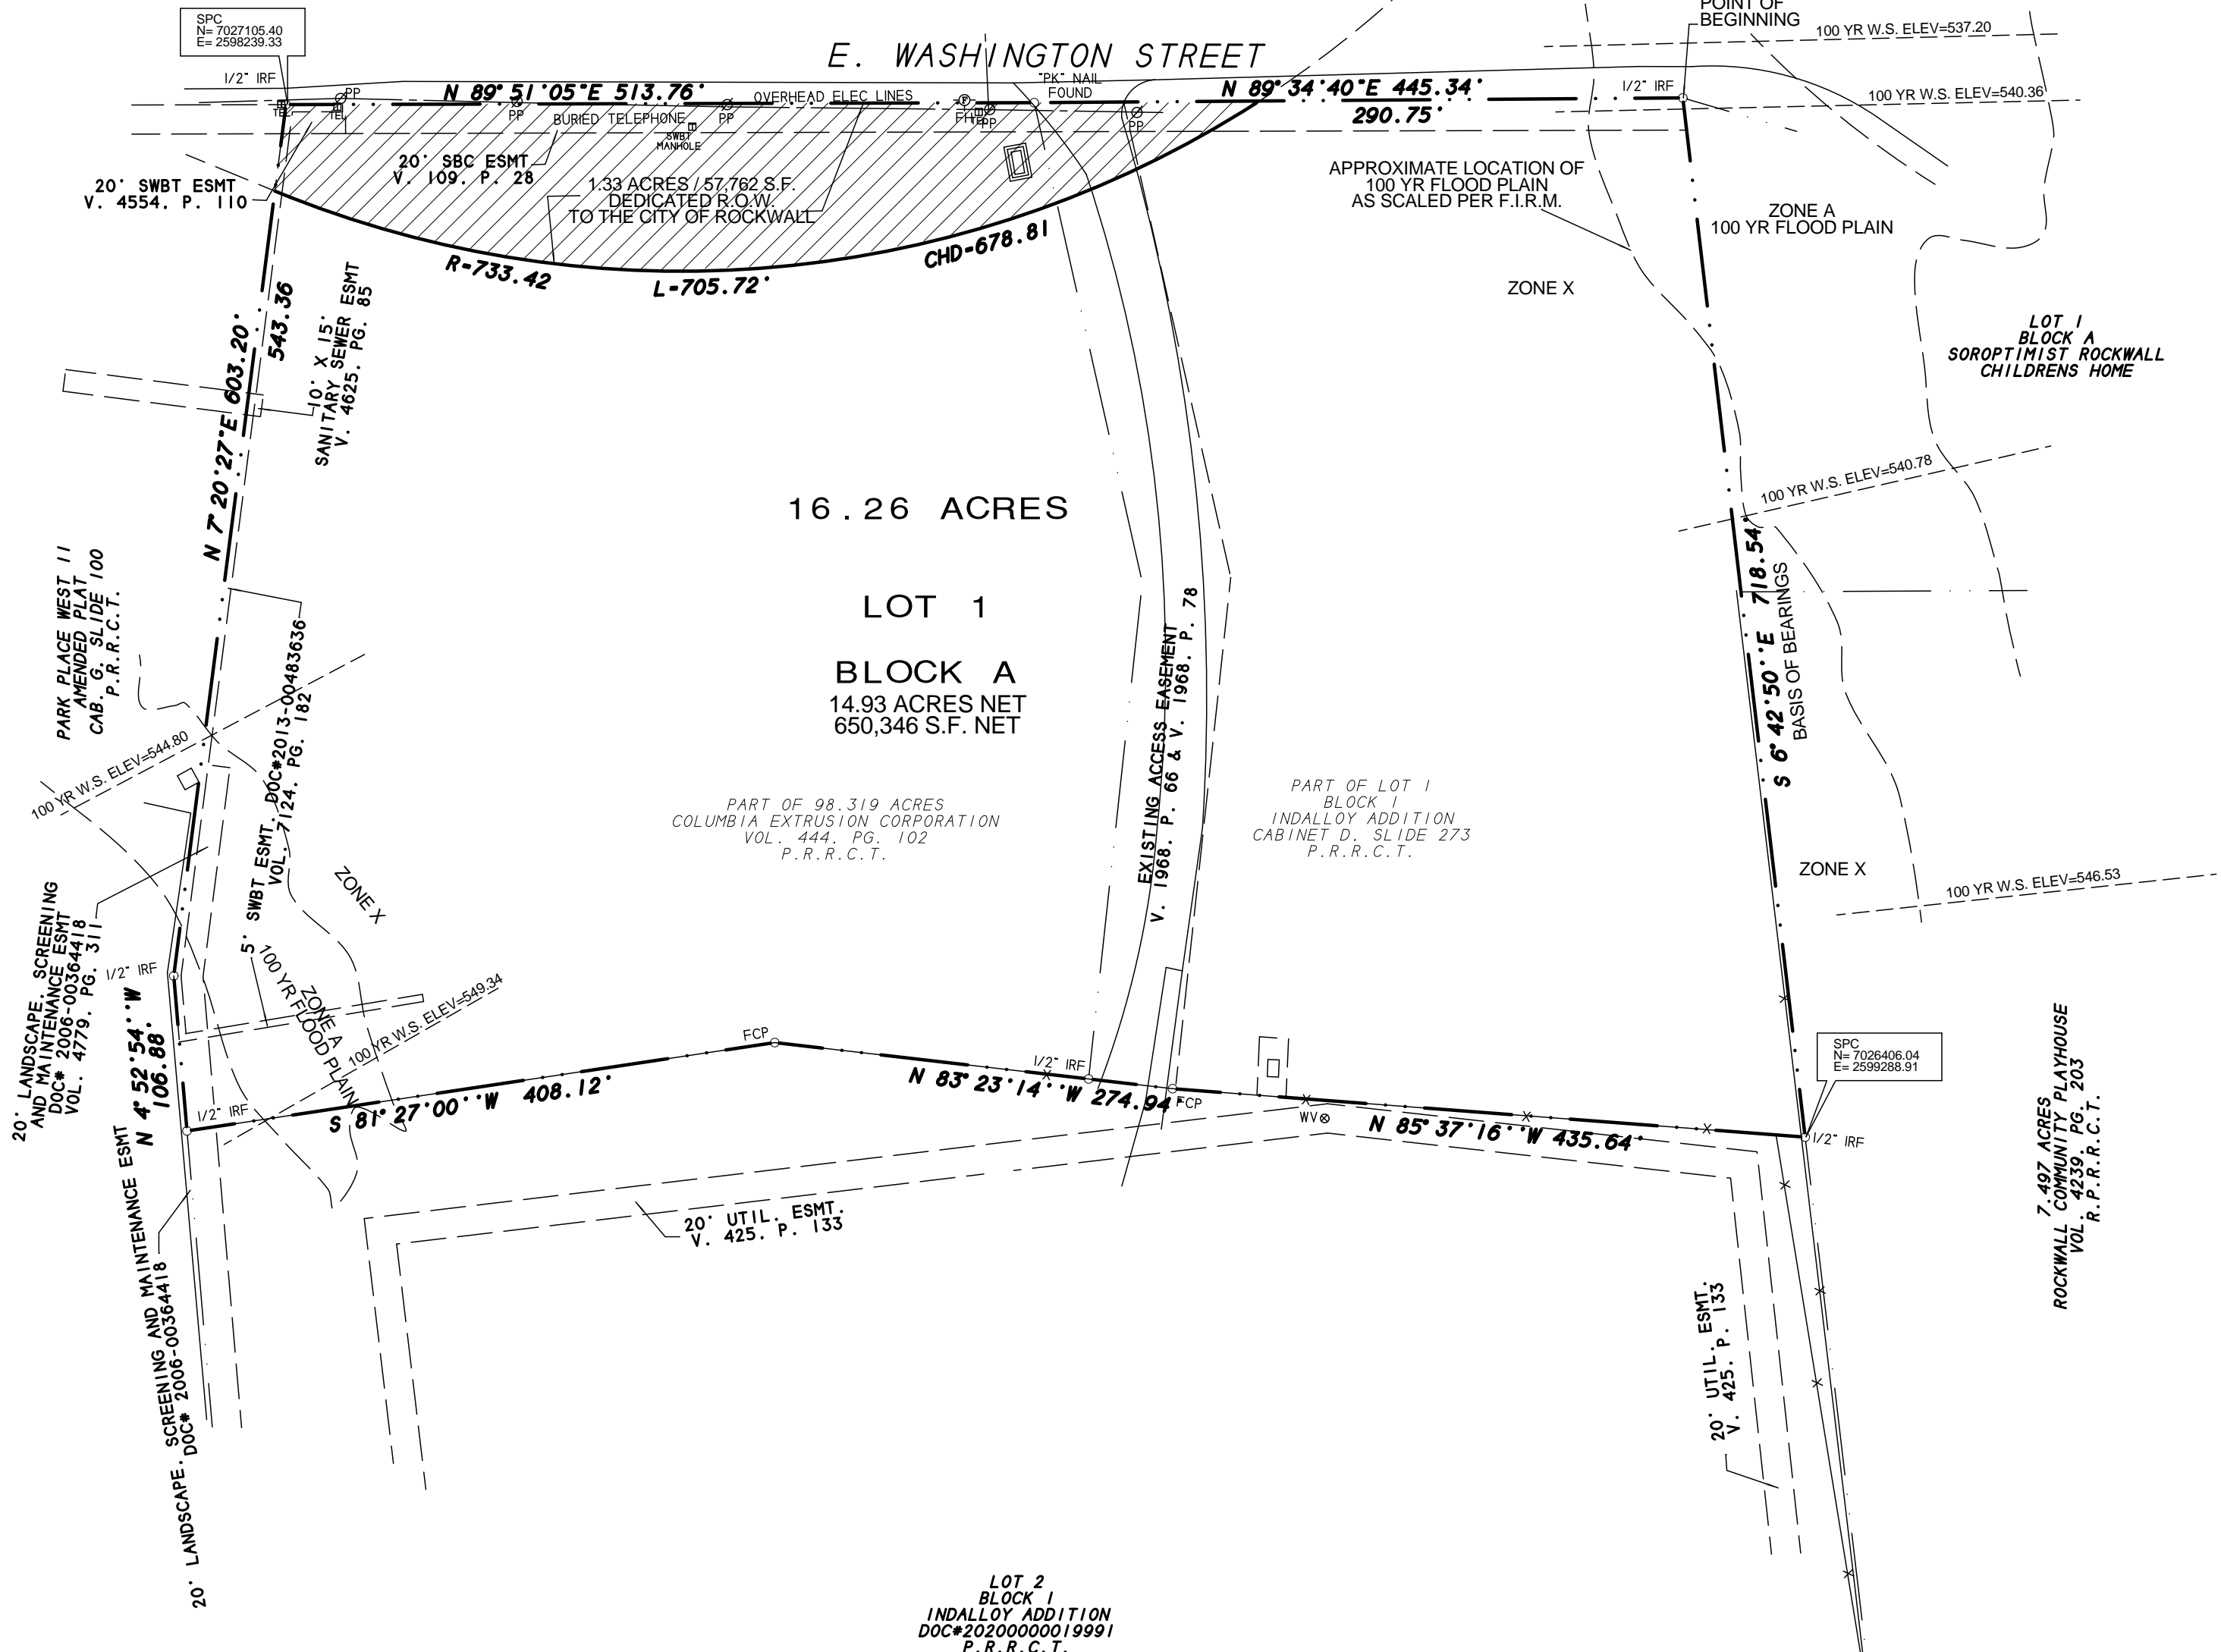 SPC
N= 7027105.40
E= 2598239.33
POINT OF
BEGINNING
100 YR W.S. ELEV=537.20
E. WASHINGTON STREET
1/2" IRF
PP
N 89°51'05"E 513.76'
OVERHEAD ELEC LINES
"PK" NAIL
FOUND
N 89°34'40"E 445.34'
290.75'
1/2" IRF
100 YR W.S. ELEV=540.36
TEL
TEL
PP
BURIED TELEPHONE
PP
FH
PP
PP
SWBT
MANHOLE
20' SBC ESMT
V. 109, P. 28
20' SWBT ESMT
V. 4554, P. 110
1.33 ACRES / 57,762 S.F.
DEDICATED R.O.W.
TO THE CITY OF ROCKWALL
APPROXIMATE LOCATION OF
100 YR FLOOD PLAIN
AS SCALED PER F.I.R.M.
ZONE A
100 YR FLOOD PLAIN
R-733.42
L-705.72'
CHD-678.81
ZONE X
N 7°20'27"E 603.20'
543.36
10' X 15'
SANITARY SEWER ESMT
V. 4625, PG. 85
LOT 1
BLOCK A
SOROPTIMIST ROCKWALL
CHILDRENS HOME
100 YR W.S. ELEV=540.78
16.26 ACRES
LOT 1
BLOCK A
14.93 ACRES NET
650,346 S.F. NET
S 6°42'50''E 718.54'
BASIS OF BEARINGS
PARK PLACE WEST II
AMENDED PLAT
CAB. G, SLIDE 100
P.R.R.C.T.
100 YR W.S. ELEV=544.80
5' SWBT ESMT. DOC#2013-00483636
VOL. 7124, PG. 182
EXISTING ACCESS EASEMENT
V. 1968, P. 66 & V. 1968, P. 78
PART OF 98.319 ACRES
COLUMBIA EXTRUSION CORPORATION
VOL. 444, PG. 102
P.R.R.C.T.
PART OF LOT 1
BLOCK 1
INDALLOY ADDITION
CABINET D, SLIDE 273
P.R.R.C.T.
ZONE X
ZONE X
100 YR W.S. ELEV=546.53
20' LANDSCAPE, SCREENING
AND MAINTENANCE ESMT
DOC# 2006-00364418
VOL. 4779, PG. 311
1/2" IRF
ZONE A
100 YR FLOOD PLAIN
100 YR W.S. ELEV=549.34
N 4°52'54''W
106.88'
1/2" IRF
S 81°27'00''W 408.12'
FCP
1/2" IRF
N 83°23'14''W 274.94'
FCP
WV
N 85°37'16''W 435.64'
1/2" IRF
SPC
N= 7026406.04
E= 2599288.91
7.497 ACRES
ROCKWALL COMMUNITY PLAYHOUSE
VOL. 4239, PG. 203
R.P.R.R.C.T.
20' LANDSCAPE, SCREENING AND MAINTENANCE ESMT
DOC# 2006-00364418
20' UTIL. ESMT.
V. 425, P. 133
20' UTIL. ESMT.
V. 425, P. 133
LOT 2
BLOCK 1
INDALLOY ADDITION
DOC#20200000019991
P.R.R.C.T.